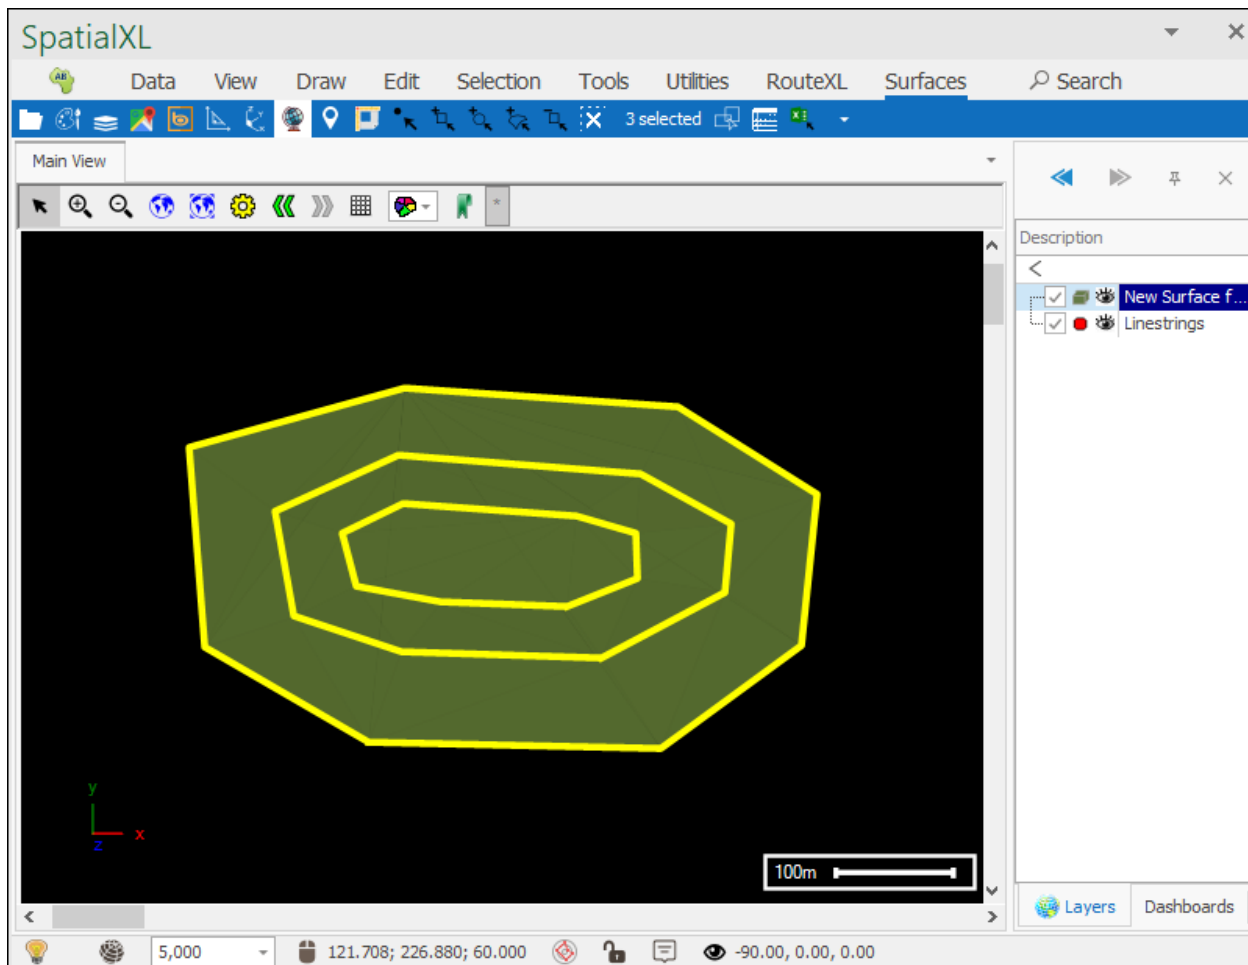 SpatialXL
AB
Data View Draw Edit Selection Tools Utilities RouteXL Surfaces Search
3 selected
Main View
*
Description
New Surface f...
Linestrings
y
x
z
100m
Layers Dashboards
5,000 121.708; 226.880; 60.000 -90.00, 0.00, 0.00